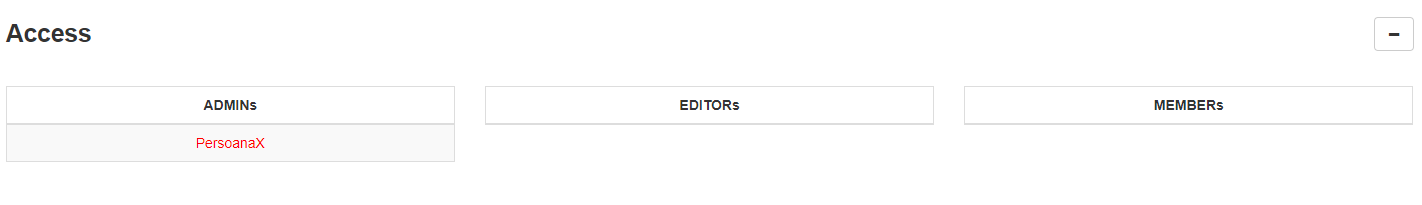 Access
ADMINs
EDITORs
MEMBERs
PersoanaX